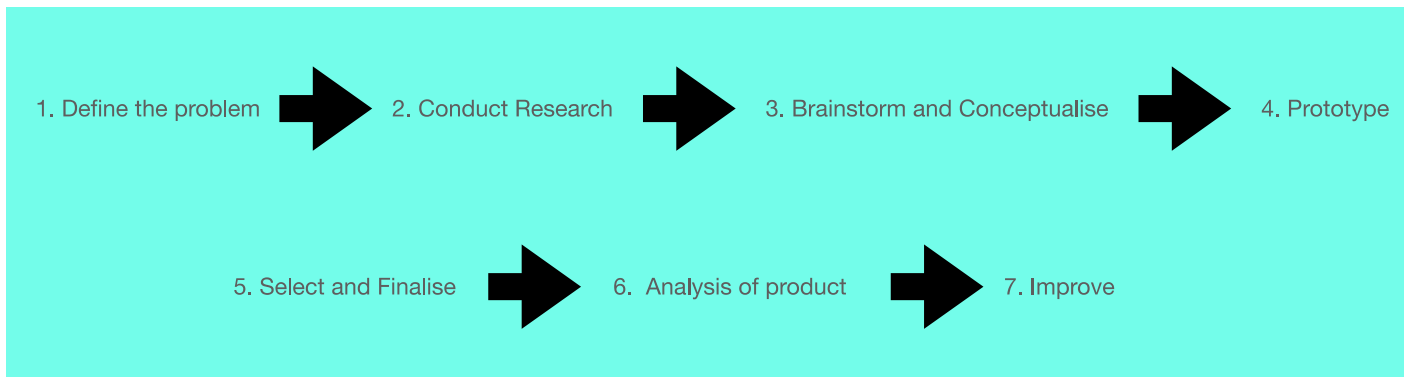 1. Define the problem
2. Conduct Research
3. Brainstorm and Conceptualise
4. Prototype
5. Select and Finalise
6. Analysis of product
7. Improve